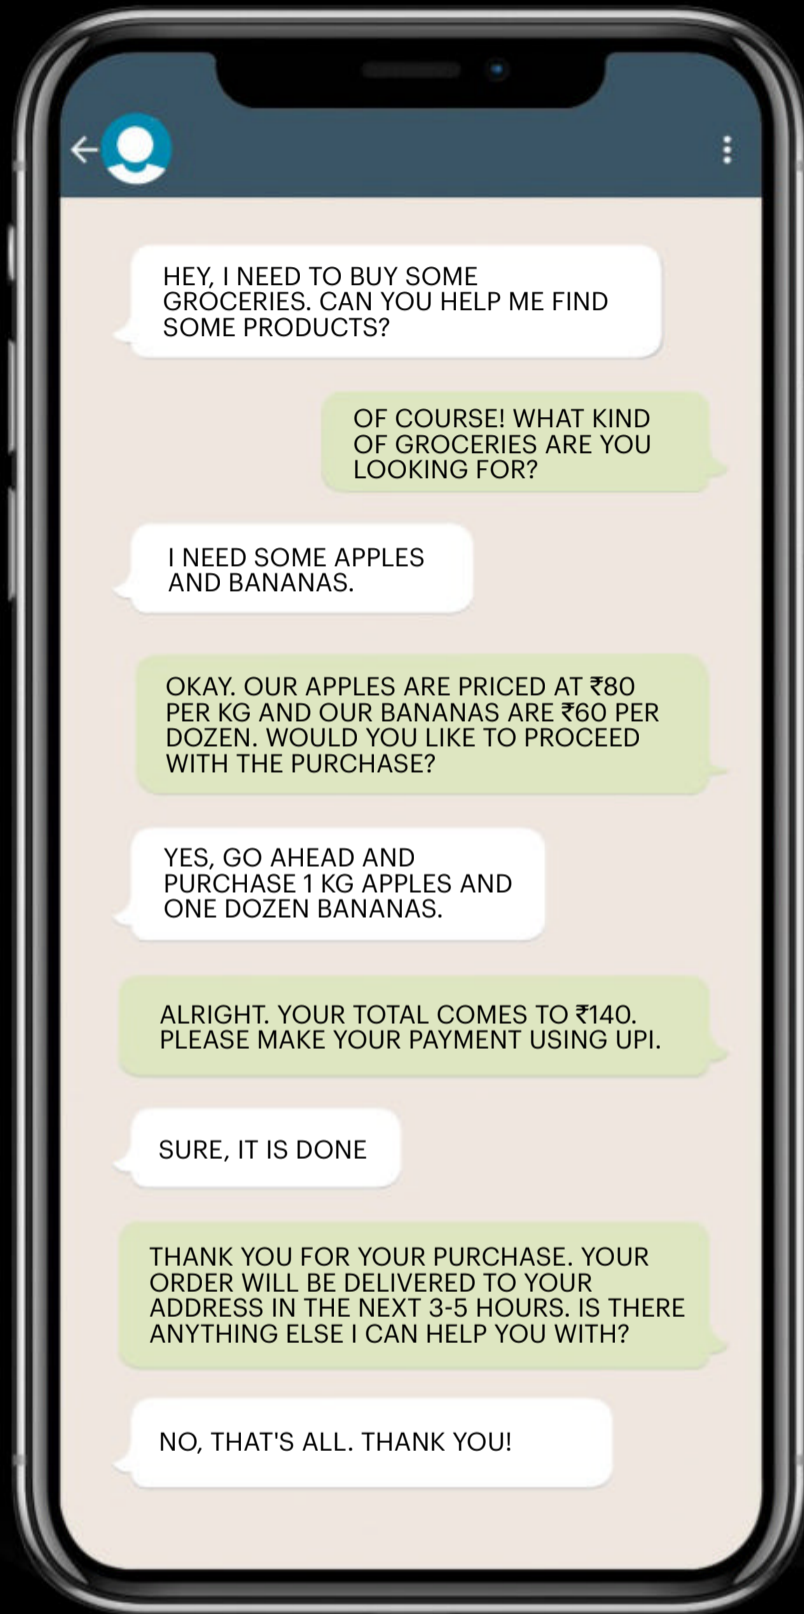 HEY, I NEED TO BUY SOME
GROCERIES. CAN YOU HELP ME FIND
SOME PRODUCTS?
OF COURSE! WHAT KIND
OF GROCERIES ARE YOU
LOOKING FOR?
I NEED SOME APPLES
AND BANANAS.
OKAY. OUR APPLES ARE PRICED AT ₹80
PER KG AND OUR BANANAS ARE ₹60 PER
DOZEN. WOULD YOU LIKE TO PROCEED
WITH THE PURCHASE?
YES, GO AHEAD AND
PURCHASE 1 KG APPLES AND
ONE DOZEN BANANAS.
ALRIGHT. YOUR TOTAL COMES TO ₹140.
PLEASE MAKE YOUR PAYMENT USING UPI.
SURE, IT IS DONE
THANK YOU FOR YOUR PURCHASE. YOUR
ORDER WILL BE DELIVERED TO YOUR
ADDRESS IN THE NEXT 3-5 HOURS. IS THERE
ANYTHING ELSE I CAN HELP YOU WITH?
NO, THAT'S ALL. THANK YOU!